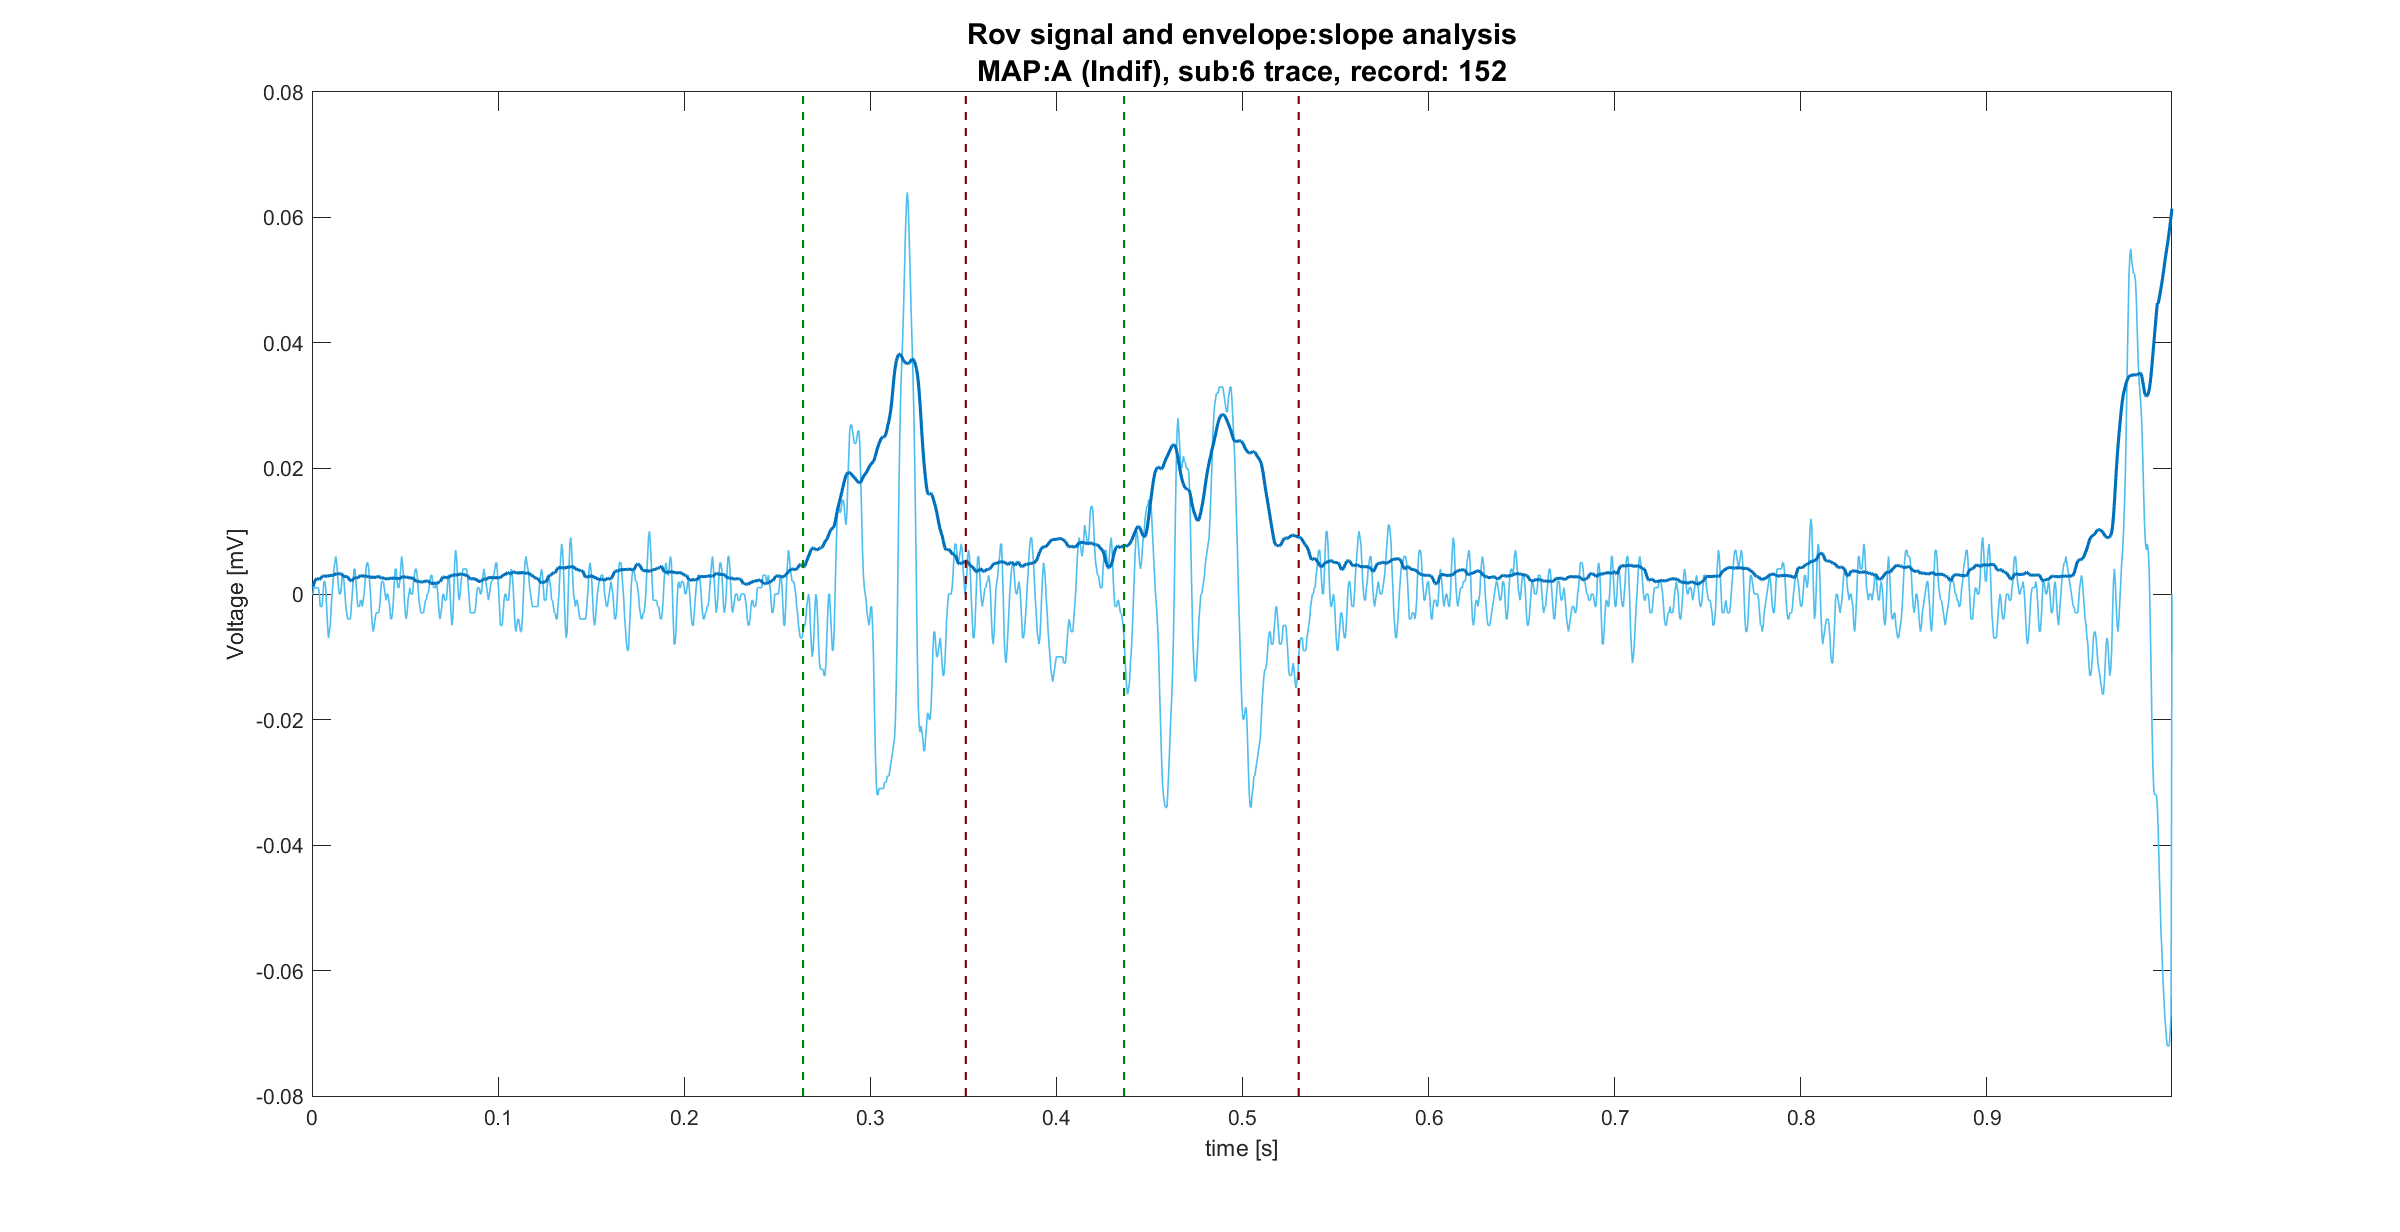 Rov signal and envelope:slope analysis
MAP:A (Indif), sub:6 trace, record: 152
0.08
0.06
0.04
0.02
0
-0.02
-0.04
-0.06
-0.08
Voltage [mV]
0 0.1 0.2 0.3 0.4 0.5 0.6 0.7 0.8 0.9
time [s]